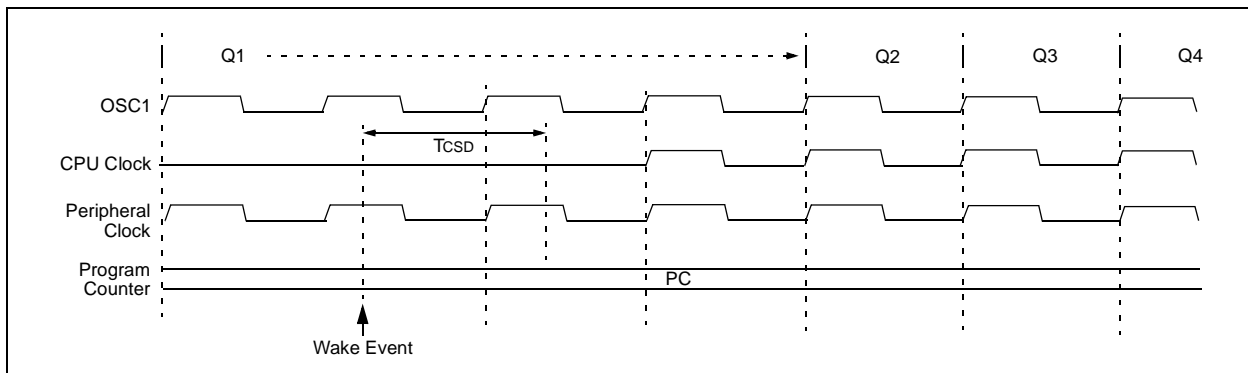 Q1 Q2 Q3 Q4
OSC1
TCSD
CPU Clock
Peripheral
Clock
Program
Counter
PC
Wake Event